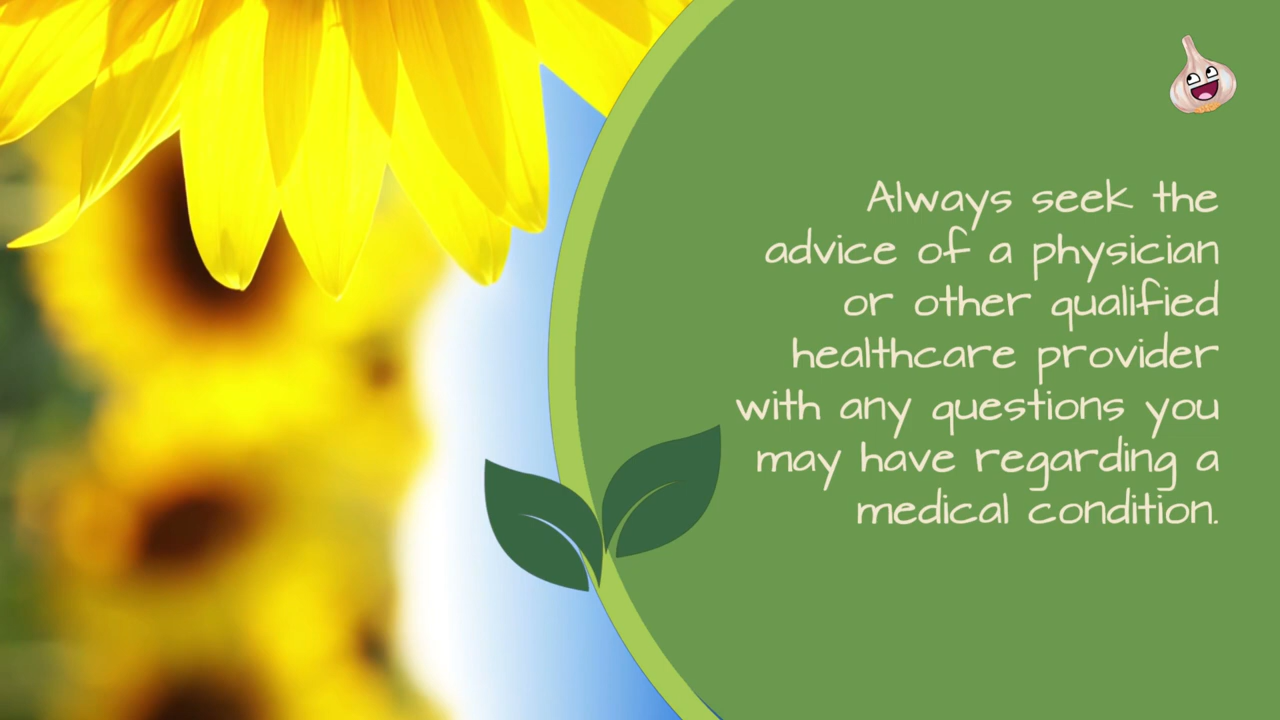 Always seek the
advice of a physician
or other qualified
healthcare provider
with any questions you
may have regarding a
medical condition.